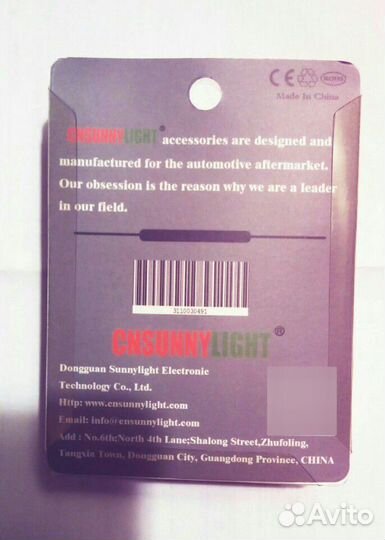 CE RoHS
Made in China
CNSUNNYLIGHT® accessories are designed and
manufactured for the automotive aftermarket.
Our obsession is the reason why we are a leader
in our field.
3110030491
CNSUNNYLIGHT®
Dongguan Sunnylight Electronic
Technology Co., Ltd.
Http: www.cnsunnylight.com
Email: info@cnsunnylight.com
Add : No.6th;North 4th Lane;Shalong Street,Zhufoling,
Tangxia Town, Dongguan City, Guangdong Province, CHINA
Avito